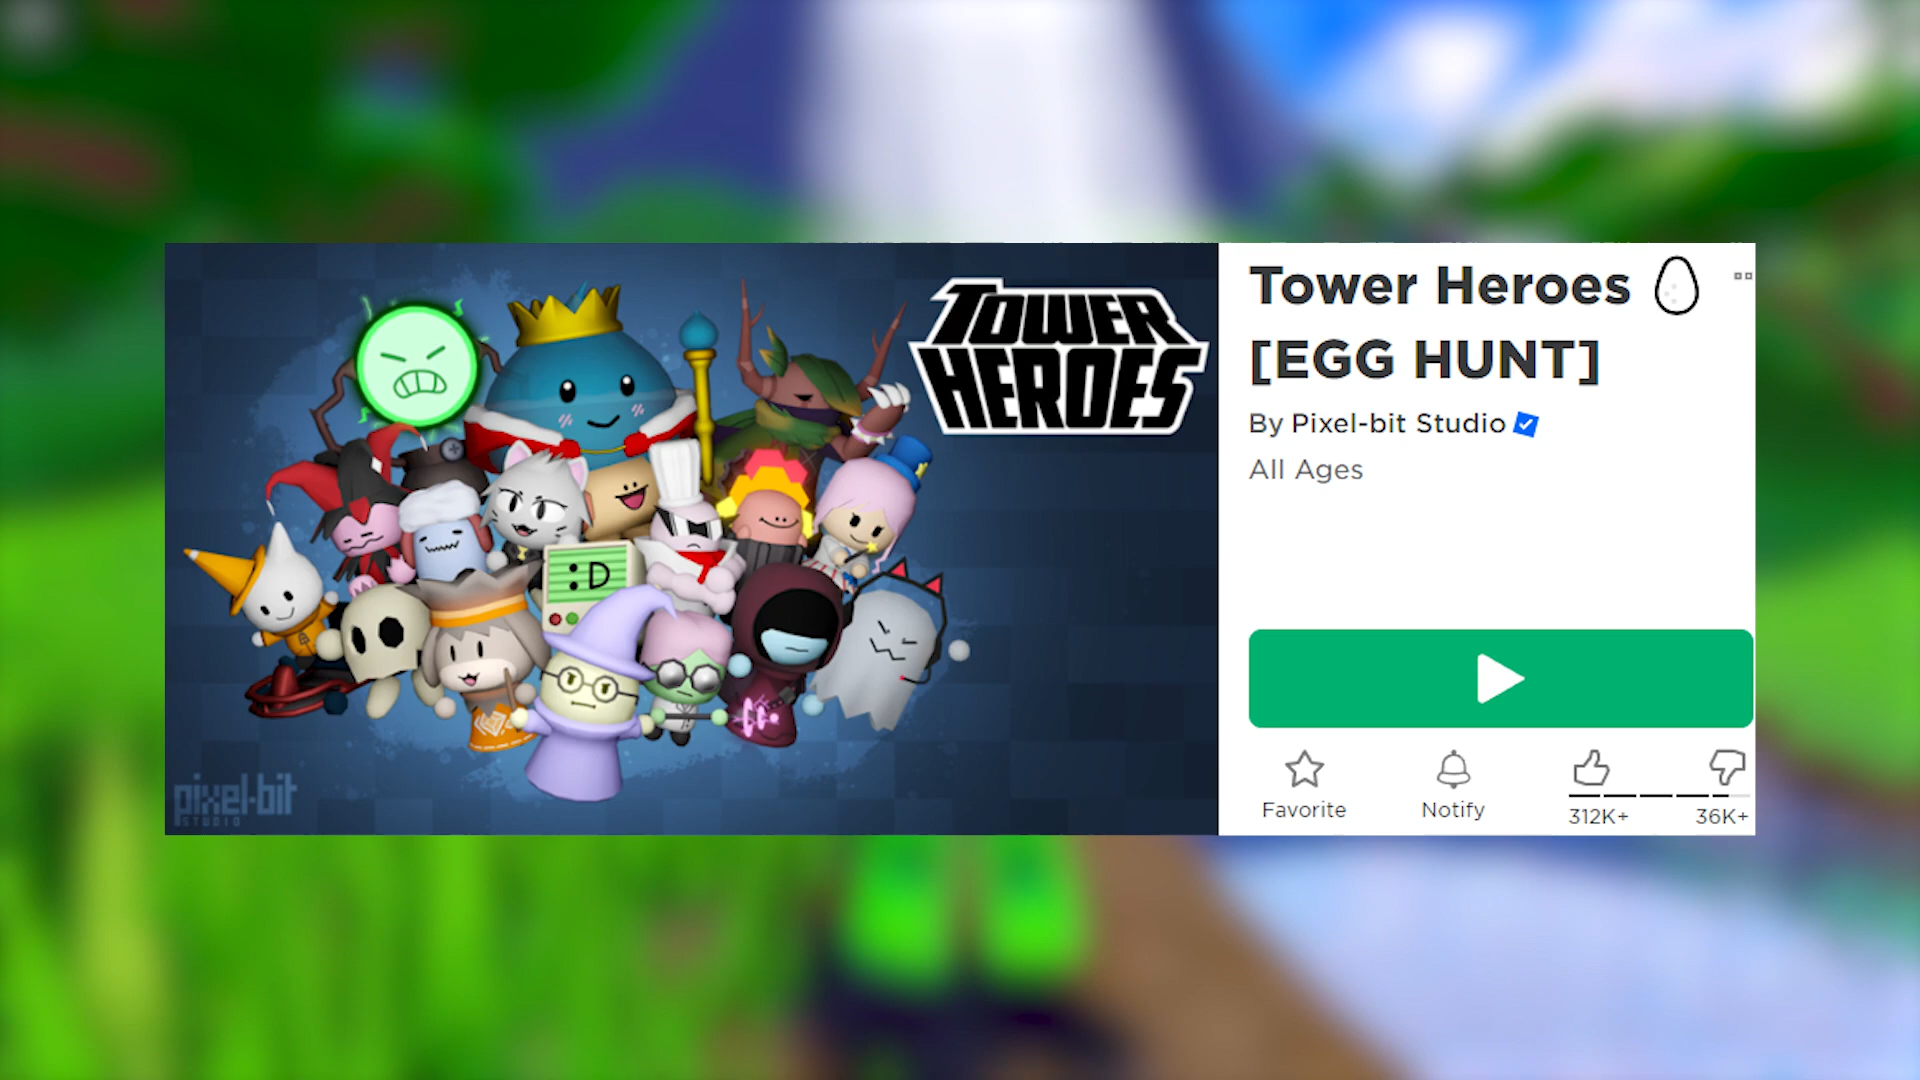 TOWER
HEROES
:D
pixel-bit
STUDIO
Tower Heroes
[EGG HUNT]
By Pixel-bit Studio
All Ages
Favorite
Notify
312K+
36K+